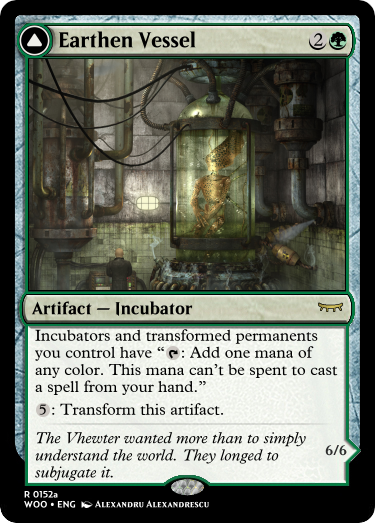 Earthen Vessel 2
Artifact — Incubator
Incubators and transformed permanents
you control have “: Add one mana of
any color. This mana can’t be spent to cast
a spell from your hand.”
5: Transform this artifact.
The Vhewter wanted more than to simply
understand the world. They longed to
subjugate it.
6/6
R 0152a
WOO • ENG Alexandru Alexandrescu